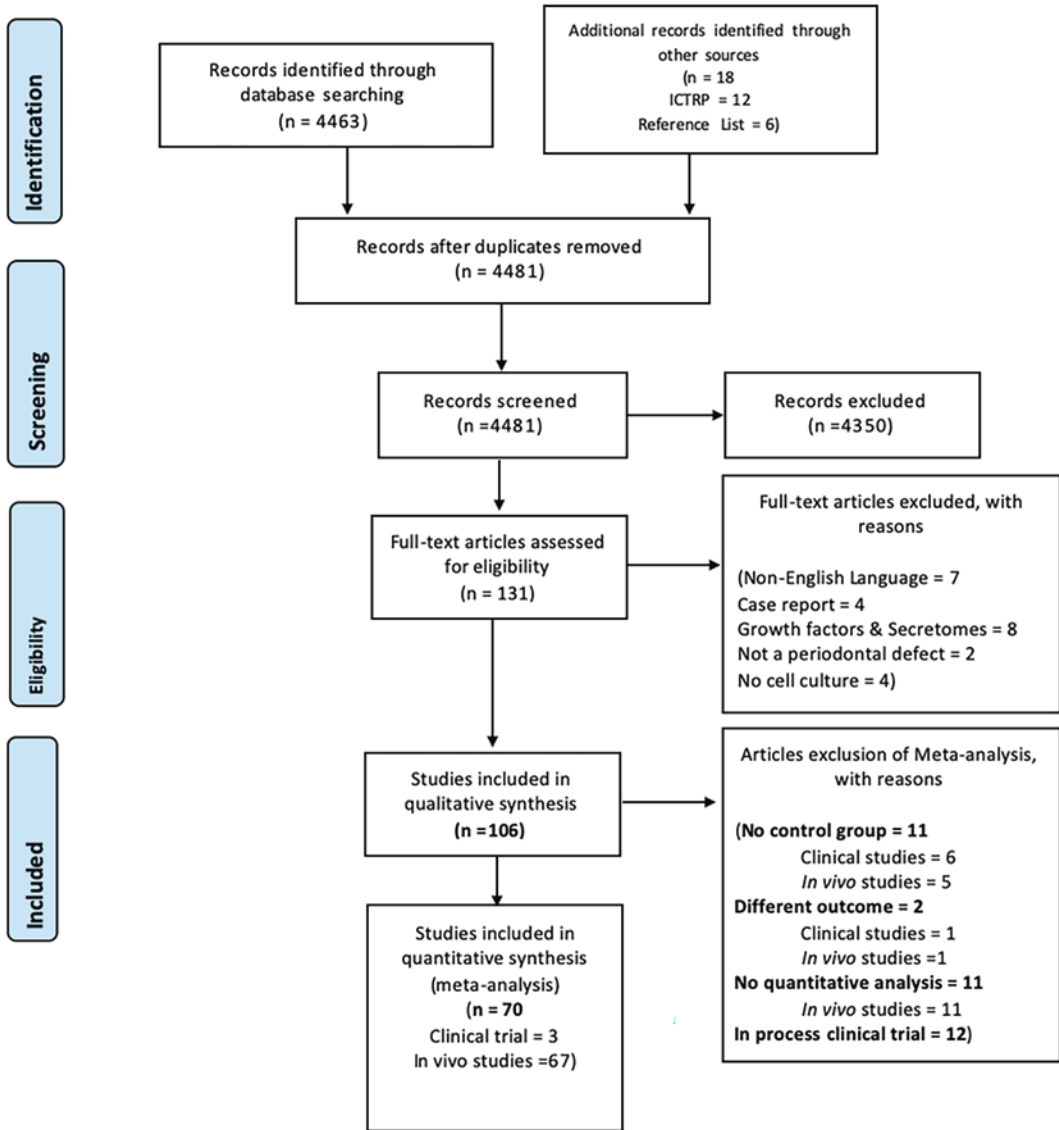 Identification
Records identified through
database searching
(n = 4463)
Additional records identified through
other sources
(n = 18
ICTRP = 12
Reference List = 6)
Records after duplicates removed
(n = 4481)
Screening
Records screened
(n =4481)
Records excluded
(n =4350)
Eligibility
Full-text articles assessed
for eligibility
(n = 131)
Full-text articles excluded, with
reasons
(Non-English Language = 7
Case report = 4
Growth factors & Secretomes = 8
Not a periodontal defect = 2
No cell culture = 4)
Included
Studies included in
qualitative synthesis
(n =106)
Articles exclusion of Meta-analysis,
with reasons
(No control group = 11
Clinical studies = 6
In vivo studies = 5
Different outcome = 2
Clinical studies = 1
In vivo studies =1
No quantitative analysis = 11
In vivo studies = 11
In process clinical trial = 12)
Studies included in
quantitative synthesis
(meta-analysis)
(n = 70
Clinical trial = 3
In vivo studies =67)